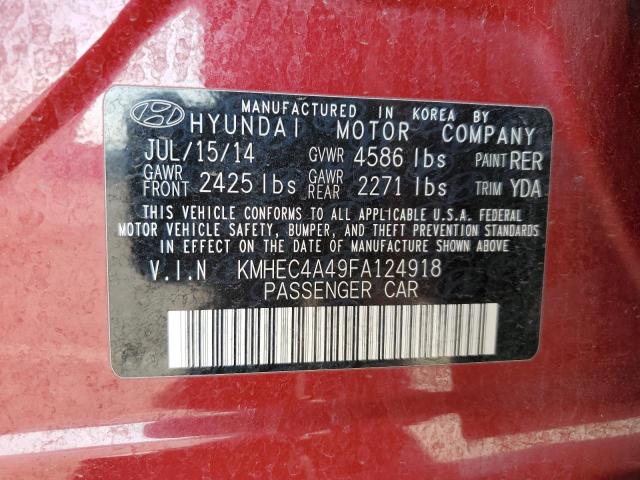 MANUFACTURED IN KOREA BY
HYUNDAI MOTOR COMPANY
JUL/15/14 GVWR 4586 lbs PAINT RER
GAWR FRONT 2425 lbs GAWR REAR 2271 lbs TRIM YDA
THIS VEHICLE CONFORMS TO ALL APPLICABLE U.S.A. FEDERAL
MOTOR VEHICLE SAFETY, BUMPER, AND THEFT PREVENTION STANDARDS
IN EFFECT ON THE DATE OF MANUFACTURE SHOWN ABOVE
V.I.N KMHEC4A49FA124918
PASSENGER CAR